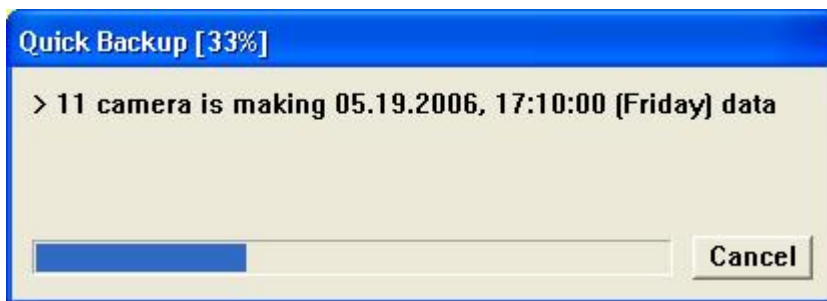 Quick Backup [33%]
> 11 camera is making 05.19.2006, 17:10:00 (Friday) data
Cancel